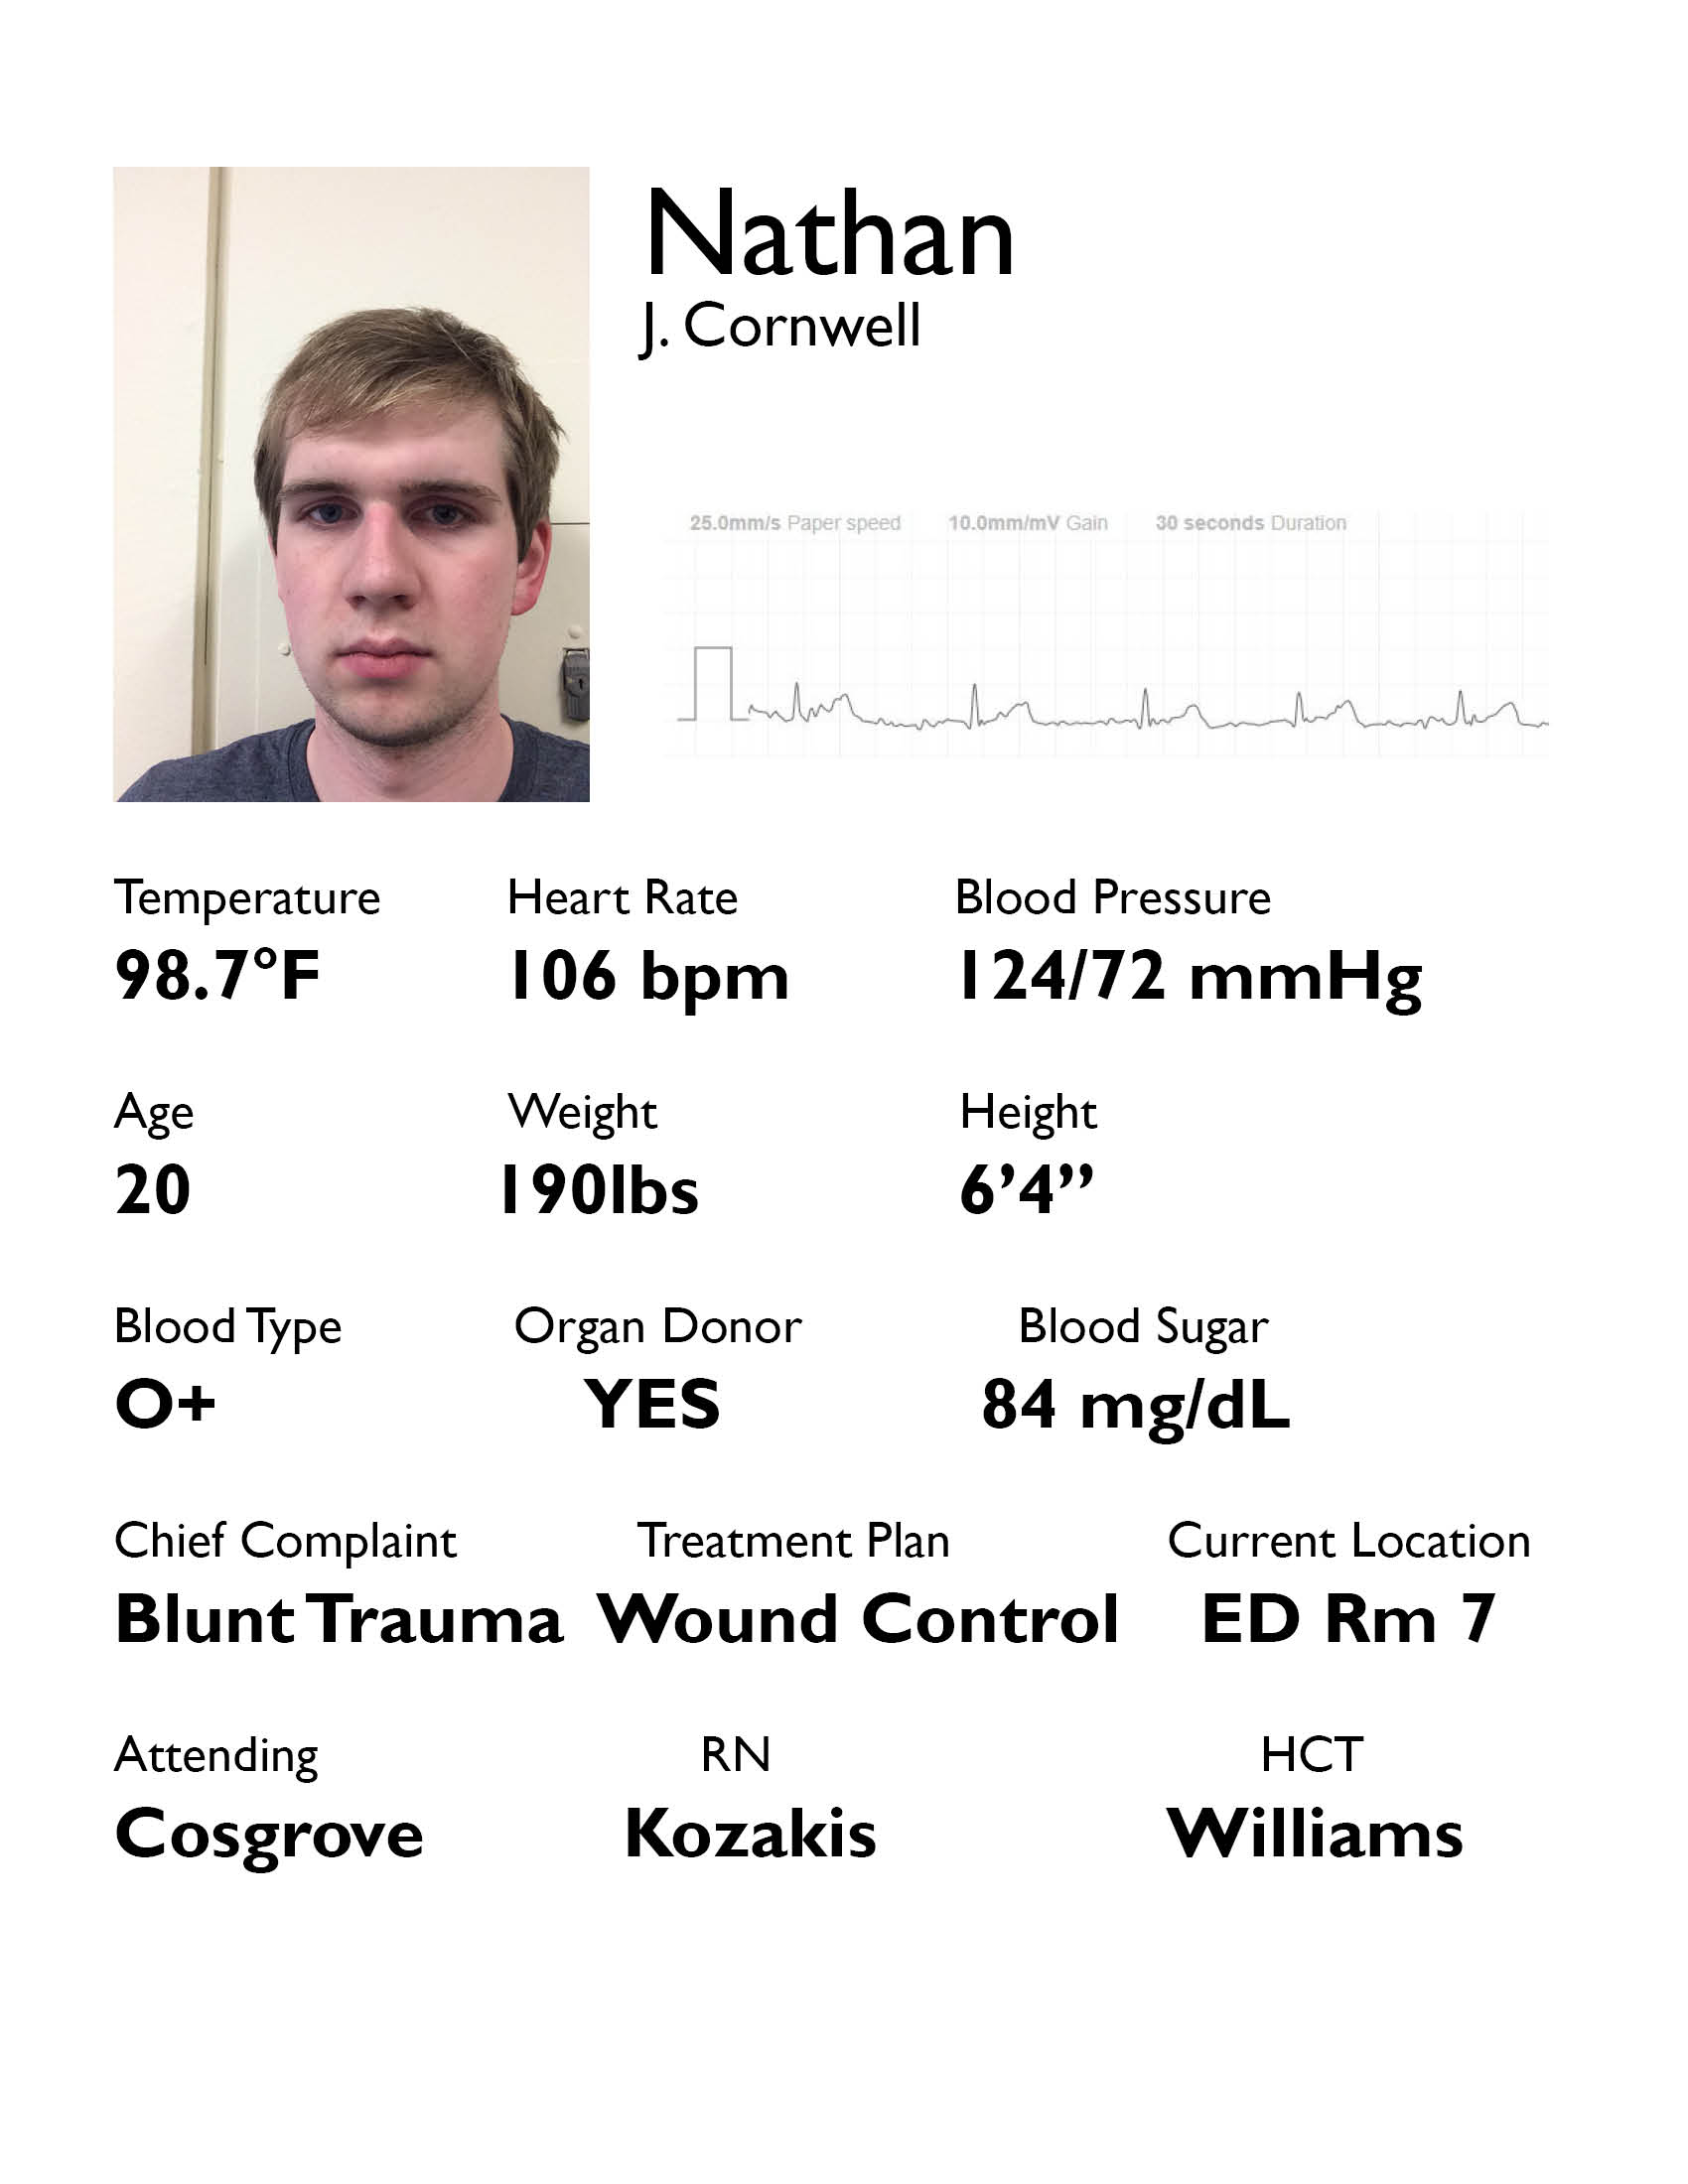 Nathan
J. Cornwell
25.0mm/s Paper speed 10.0mm/mV Gain 30 seconds Duration
Temperature Heart Rate Blood Pressure
98.7°F 106 bpm 124/72 mmHg
Age Weight Height
20 190lbs 6’4’’
Blood Type Organ Donor Blood Sugar
O+ YES 84 mg/dL
Chief Complaint Treatment Plan Current Location
Blunt Trauma Wound Control ED Rm 7
Attending RN HCT
Cosgrove Kozakis Williams